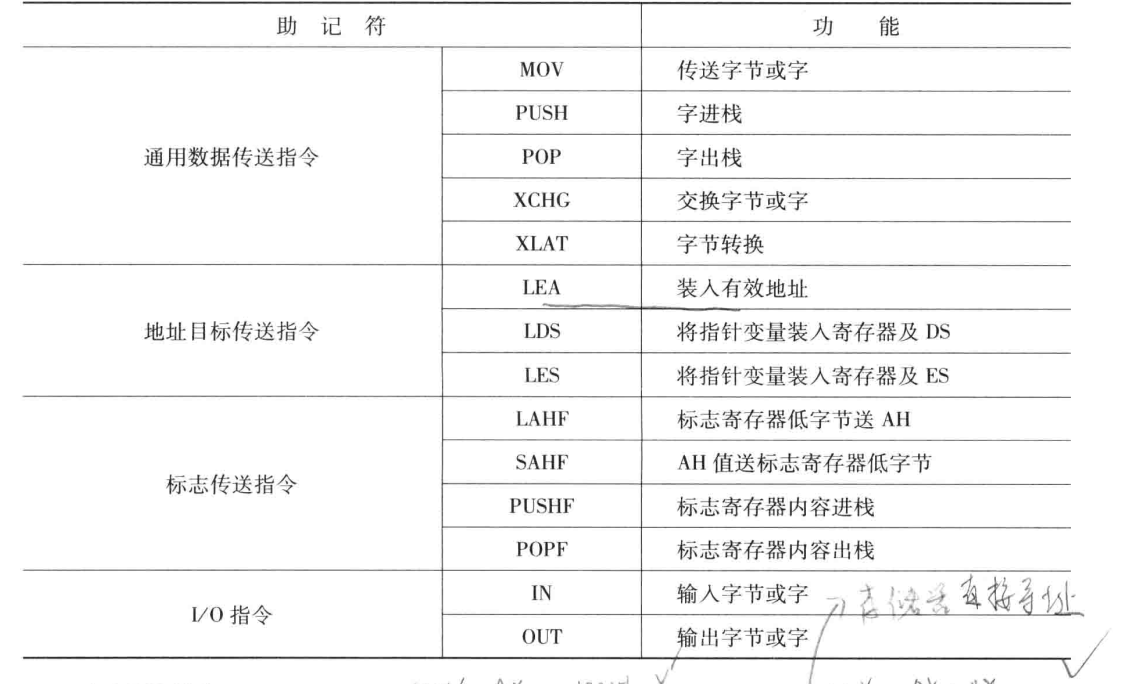 助 记 符 功 能
MOV 传送字节或字
PUSH 字进栈
通用数据传送指令 POP 字出栈
XCHG 交换字节或字
XLAT 字节转换
LEA 装入有效地址
地址目标传送指令 LDS 将指针变量装入寄存器及 DS
LES 将指针变量装入寄存器及 ES
LAHF 标志寄存器低字节送 AH
SAHF AH 值送标志寄存器低字节
标志传送指令
PUSHF 标志寄存器内容进栈
POPF 标志寄存器内容出栈
IN 输入字节或字
存储器 直接寻址
I/O 指令
OUT 输出字节或字